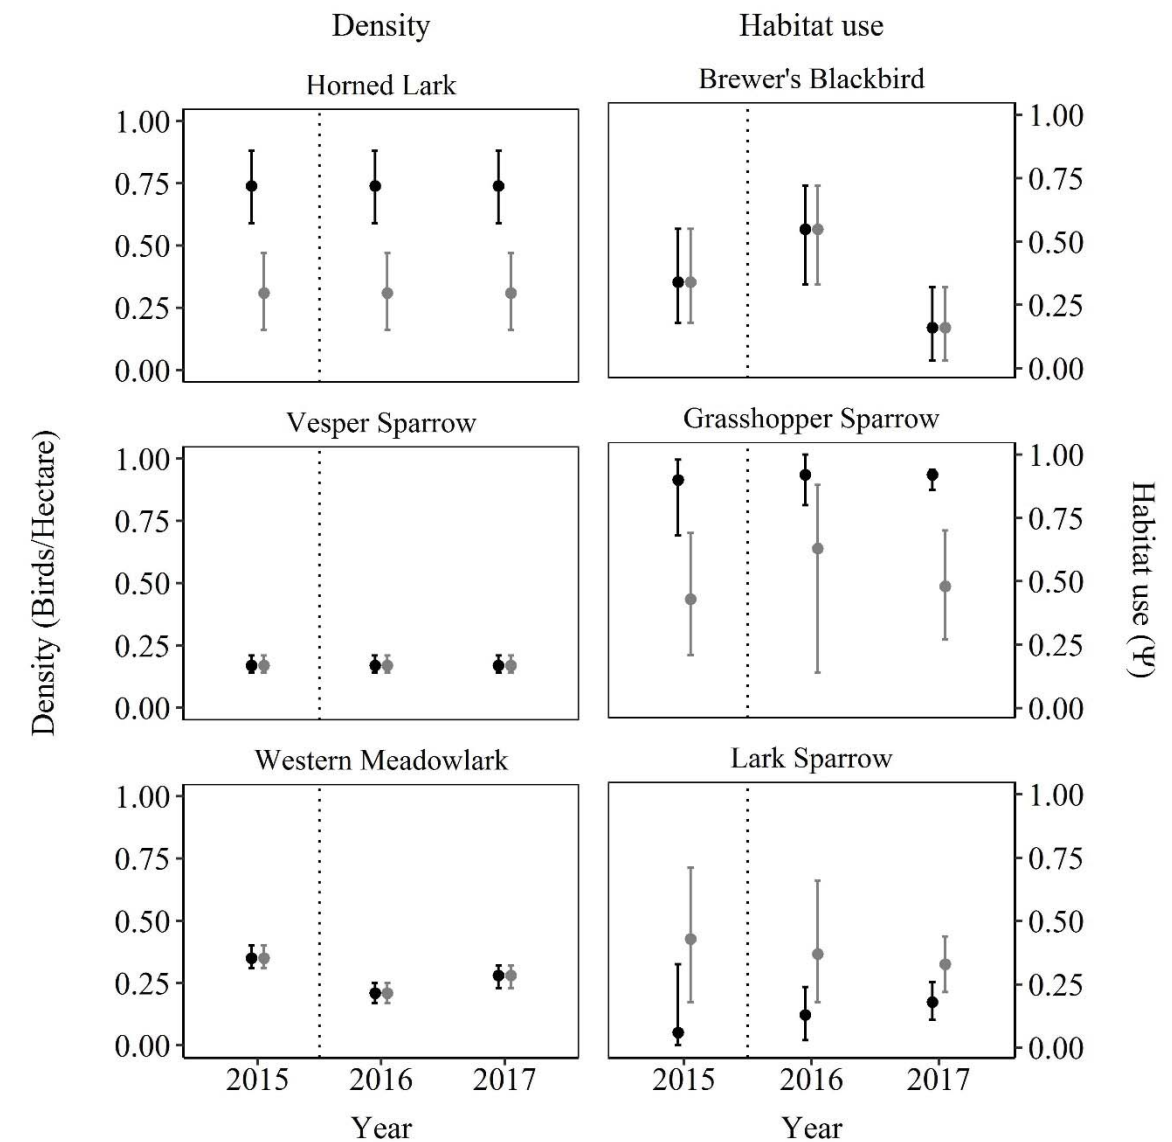 Density
Habitat use
Horned Lark
Brewer's Blackbird
1.00
0.75
0.50
0.25
0.00
1.00
0.75
0.50
0.25
0.00
Vesper Sparrow
Grasshopper Sparrow
1.00
0.75
0.50
0.25
0.00
1.00
0.75
0.50
0.25
0.00
Density (Birds/Hectare)
Habitat use (Ψ)
Western Meadowlark
Lark Sparrow
1.00
0.75
0.50
0.25
0.00
1.00
0.75
0.50
0.25
0.00
2015 2016 2017
2015 2016 2017
Year
Year